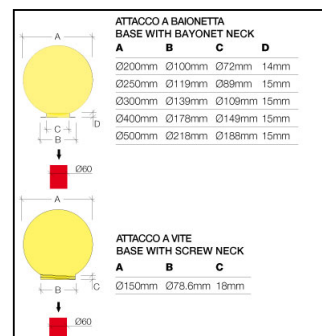 ATTACCO A BAIONETTA
BASE WITH BAYONET NECK
A B C D
Ø200mm Ø100mm Ø72mm 14mm
Ø250mm Ø119mm Ø89mm 15mm
Ø300mm Ø139mm Ø109mm 15mm
Ø400mm Ø178mm Ø149mm 15mm
Ø500mm Ø218mm Ø188mm 15mm
A
D
C
B
Ø60
ATTACCO A VITE
BASE WITH SCREW NECK
A B C
Ø150mm Ø78.6mm 18mm
A
B
C
Ø60